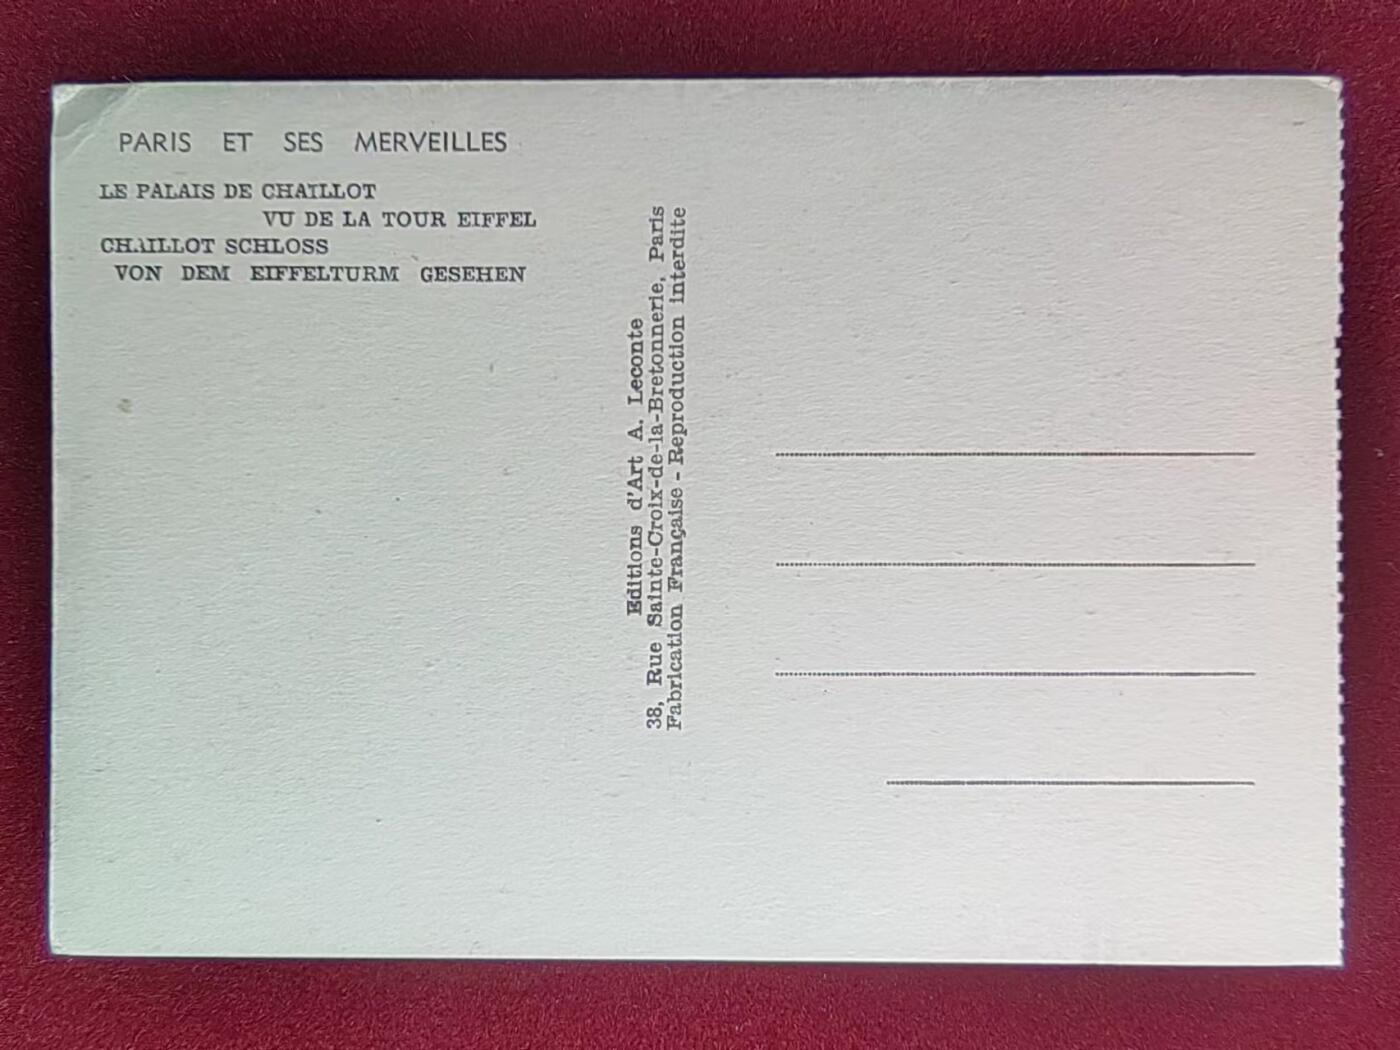 PARIS ET SES MERVEILLES
LE PALAIS DE CHAILLOT
VU DE LA TOUR EIFFEL
CHAILLOT SCHLOSS
VON DEM EIFFELTURM GESEHEN
Editions d'Art A. Leconte
38, Rue Sainte-Croix-de-la-Bretonnerie, Paris
Fabrication Française - Reproduction interdite